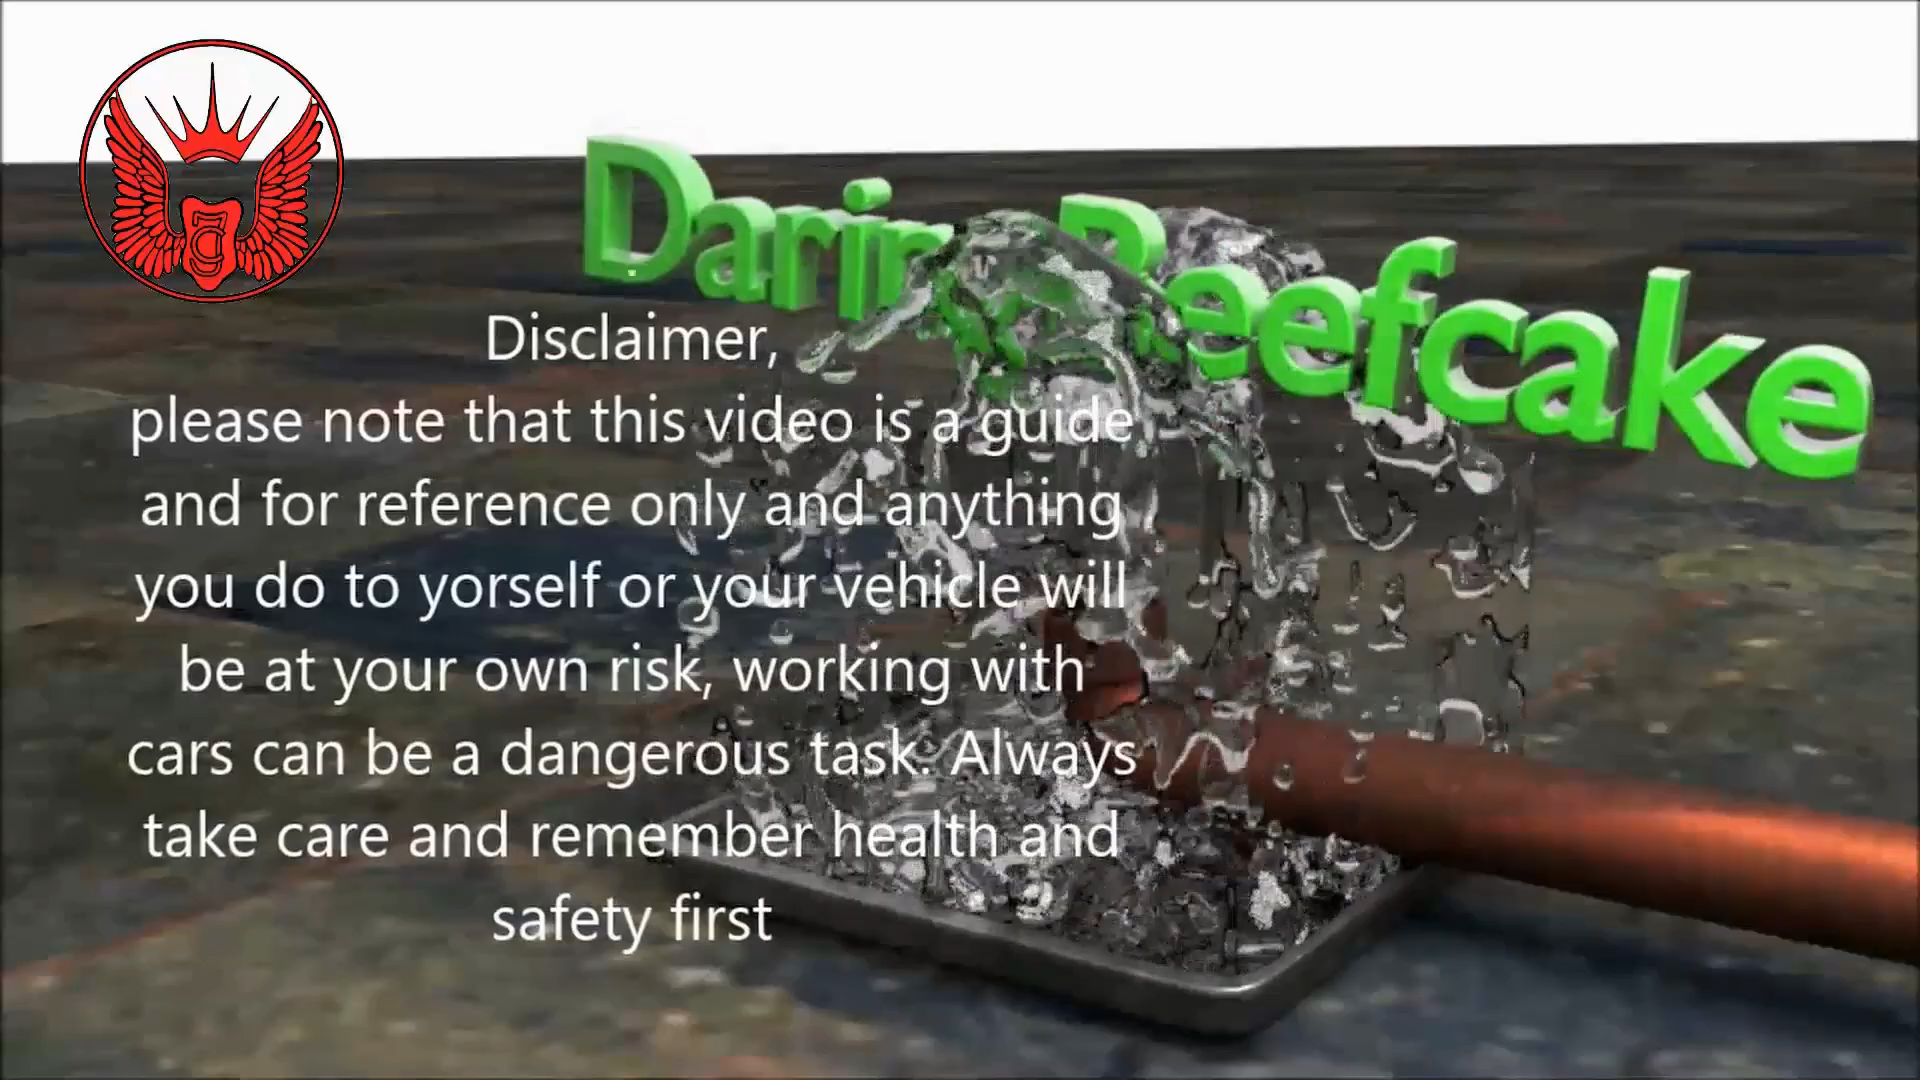 Daring Beefcake
Disclaimer,
please note that this video is a guide
and for reference only and anything
you do to yorself or your vehicle will
be at your own risk, working with
cars can be a dangerous task. Always
take care and remember health and
safety first